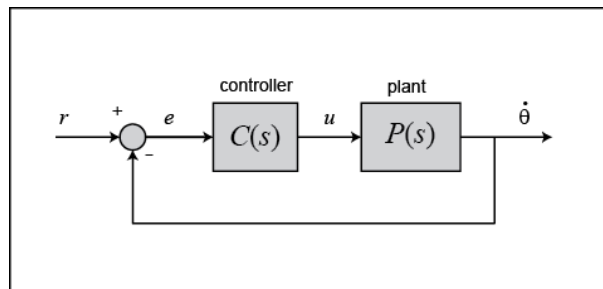 controller
plant
r
+
e
C(s)
u
P(s)
θ̇
−